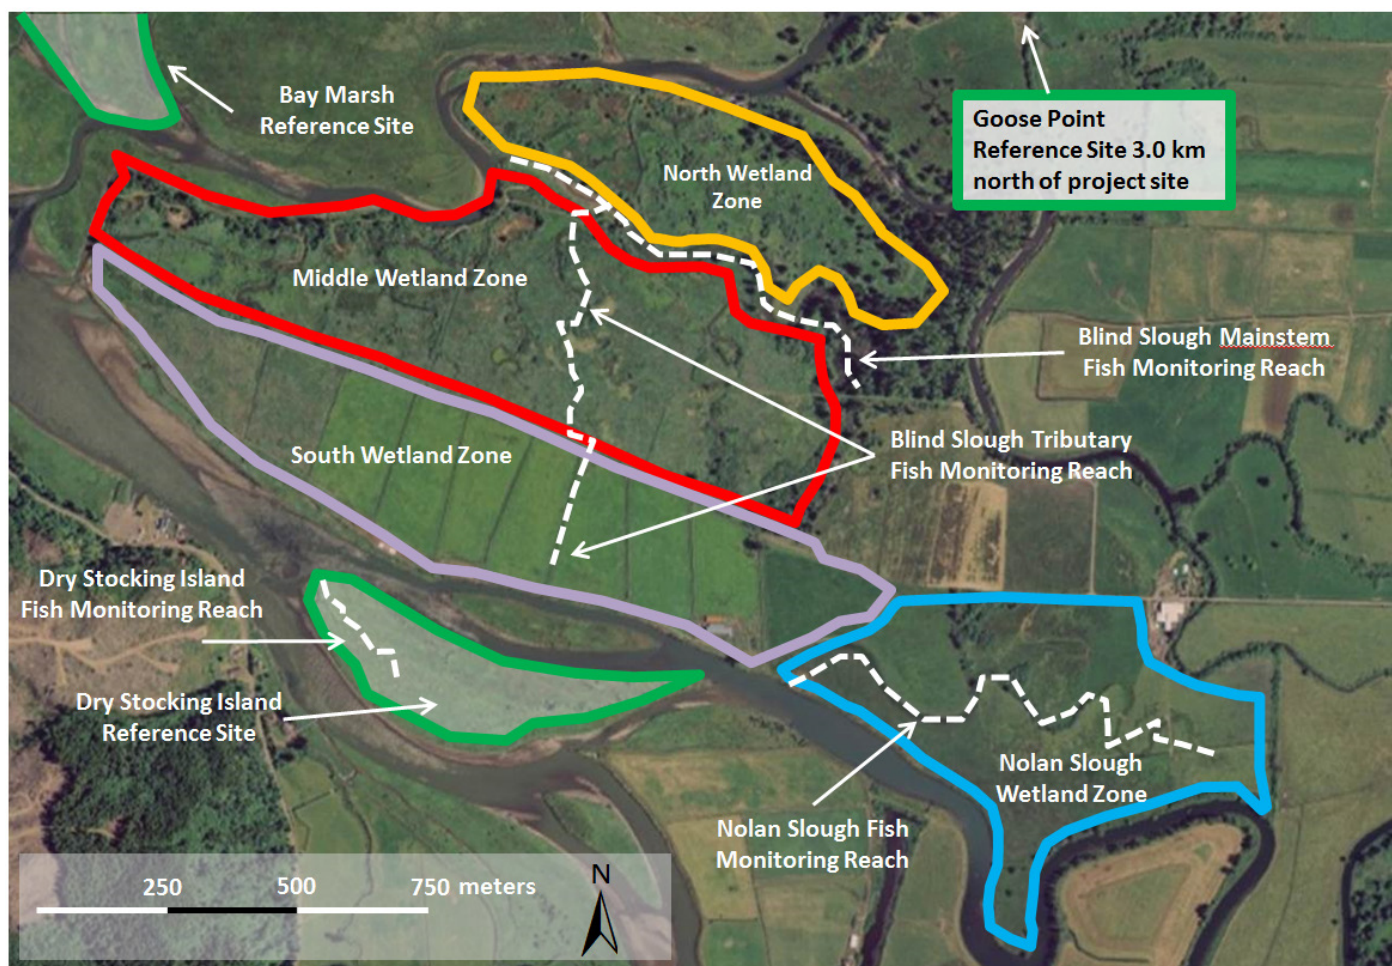 Bay Marsh
Reference Site
Goose Point
Reference Site 3.0 km
north of project site
North Wetland
Zone
Middle Wetland Zone
Blind Slough Mainstem
Fish Monitoring Reach
Blind Slough Tributary
Fish Monitoring Reach
South Wetland Zone
Dry Stocking Island
Fish Monitoring Reach
Dry Stocking Island
Reference Site
Nolan Slough
Wetland Zone
Nolan Slough Fish
Monitoring Reach
250 500 750 meters
N